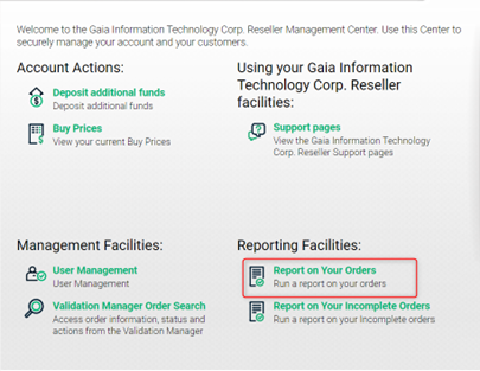 Welcome to the Gaia Information Technology Corp. Reseller Management Center. Use this Center to
securely manage your account and your customers.
Account Actions:
Deposit additional funds
Deposit additional funds
Buy Prices
View your current Buy Prices
Using your Gaia Information
Technology Corp. Reseller
facilities:
Support pages
View the Gaia Information Technology
Corp. Reseller Support pages
Management Facilities:
User Management
User Management
Validation Manager Order Search
Access order information, status and
actions from the Validation Manager
Reporting Facilities:
Report on Your Orders
Run a report on your orders
Report on Your Incomplete Orders
Run a report on your Incomplete orders